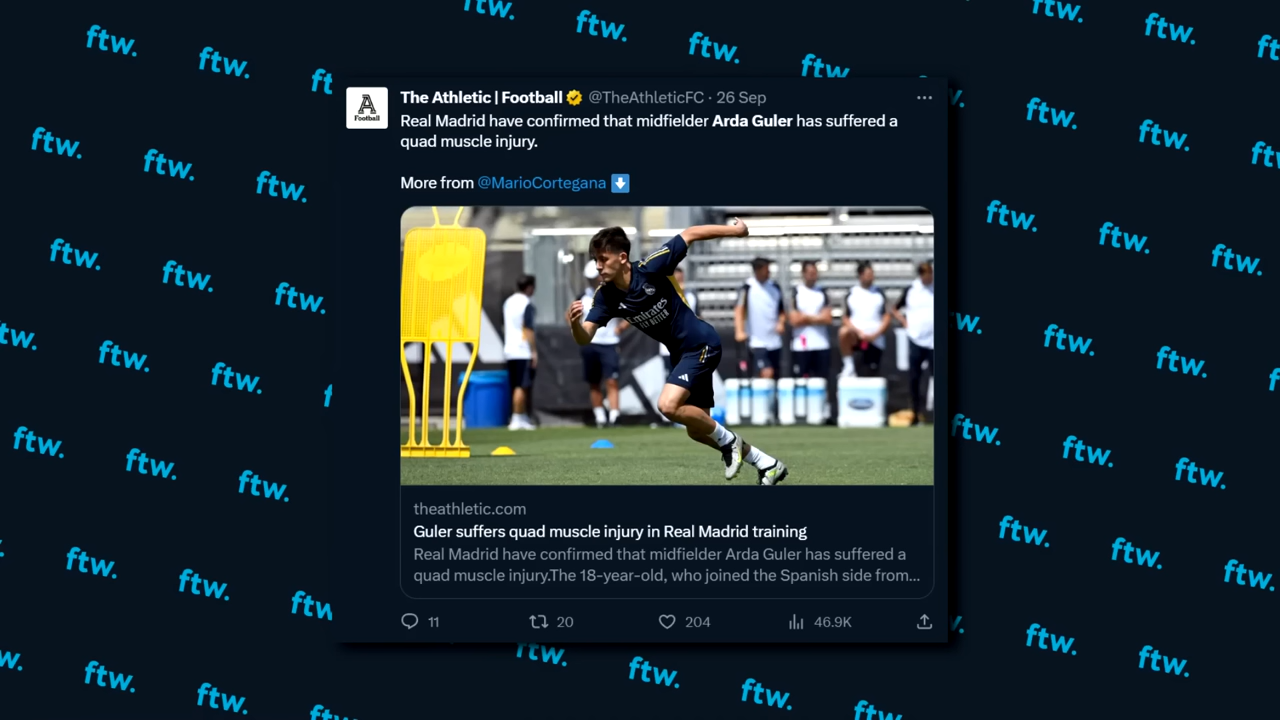 ftw.
The Athletic | Football @TheAthleticFC · 26 Sep
A
Football
Real Madrid have confirmed that midfielder Arda Guler has suffered a
quad muscle injury.
More from @MarioCortegana
Emirates
FLY BETTER
theathletic.com
Guler suffers quad muscle injury in Real Madrid training
Real Madrid have confirmed that midfielder Arda Guler has suffered a
quad muscle injury.The 18-year-old, who joined the Spanish side from...
11 20 204 46.9K